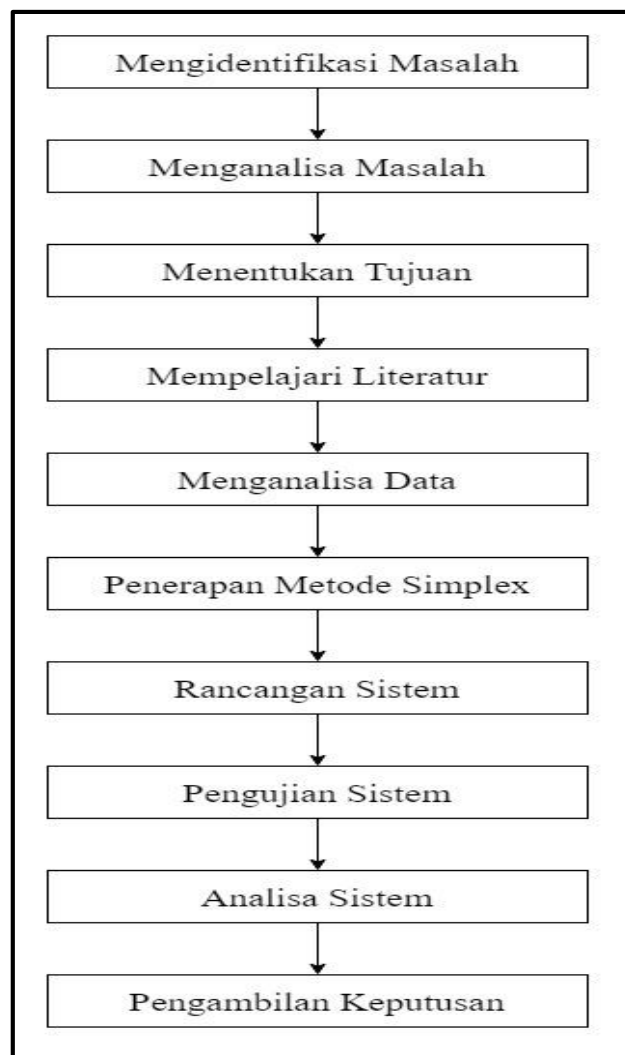 Mengidentifikasi Masalah
Menganalisa Masalah
Menentukan Tujuan
Mempelajari Literatur
Menganalisa Data
Penerapan Metode Simplex
Rancangan Sistem
Pengujian Sistem
Analisa Sistem
Pengambilan Keputusan